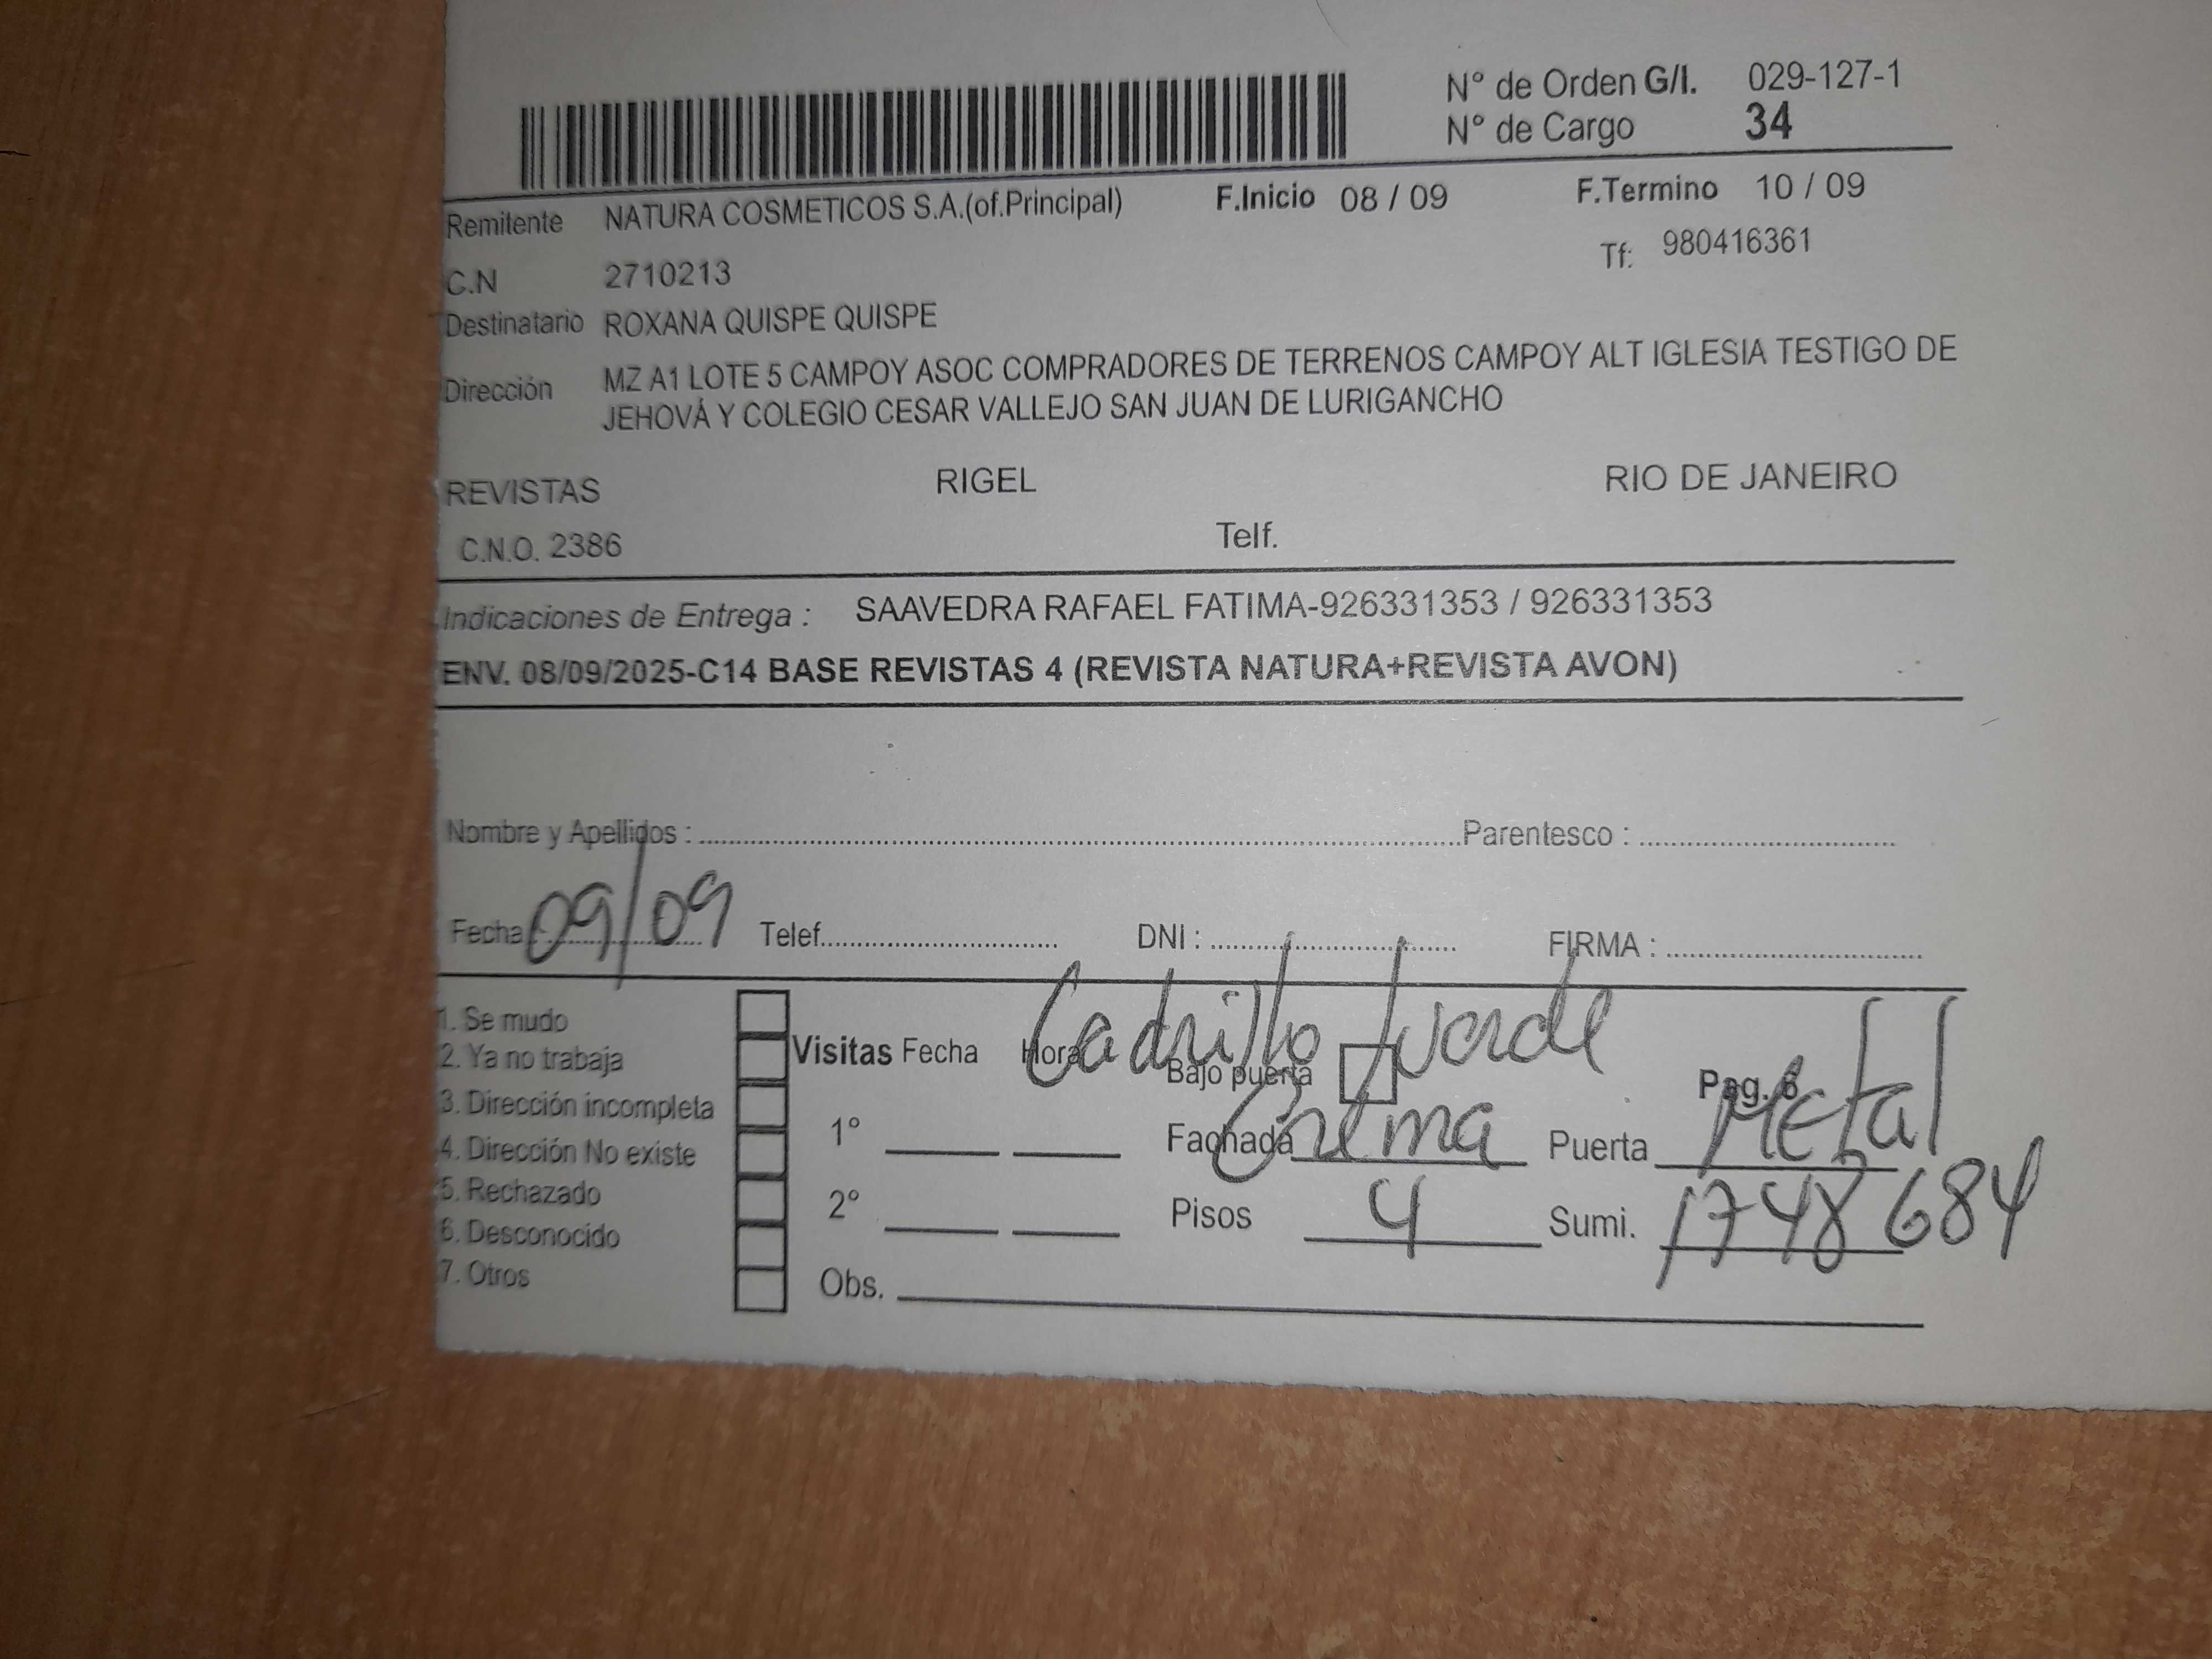 N° de Orden G/I. 029-127-1
N° de Cargo 34
Remitente NATURA COSMETICOS S.A.(of.Principal) F.Inicio 08 / 09 F.Termino 10 / 09
C.N 2710213 Tf: 980416361
Destinatario ROXANA QUISPE QUISPE
Dirección MZ A1 LOTE 5 CAMPOY ASOC COMPRADORES DE TERRENOS CAMPOY ALT IGLESIA TESTIGO DE
JEHOVÁ Y COLEGIO CESAR VALLEJO SAN JUAN DE LURIGANCHO
REVISTAS RIGEL RIO DE JANEIRO
C.N.O. 2386 Telf.
Indicaciones de Entrega : SAAVEDRA RAFAEL FATIMA-926331353 / 926331353
ENV. 08/09/2025-C14 BASE REVISTAS 4 (REVISTA NATURA+REVISTA AVON)
Nombre y Apellidos : Parentesco :
Fecha : 09/09 Telef. DNI : FIRMA :
Ladrillo / verde
1. Se mudo
2. Ya no trabaja Visitas Fecha Hora Bajo puerta Pag. 6
3. Dirección incompleta
4. Dirección No existe 1° Fachada Crema Puerta Metal
5. Rechazado 2° Pisos 4 Sumi. 1748684
6. Desconocido
7. Otros Obs.